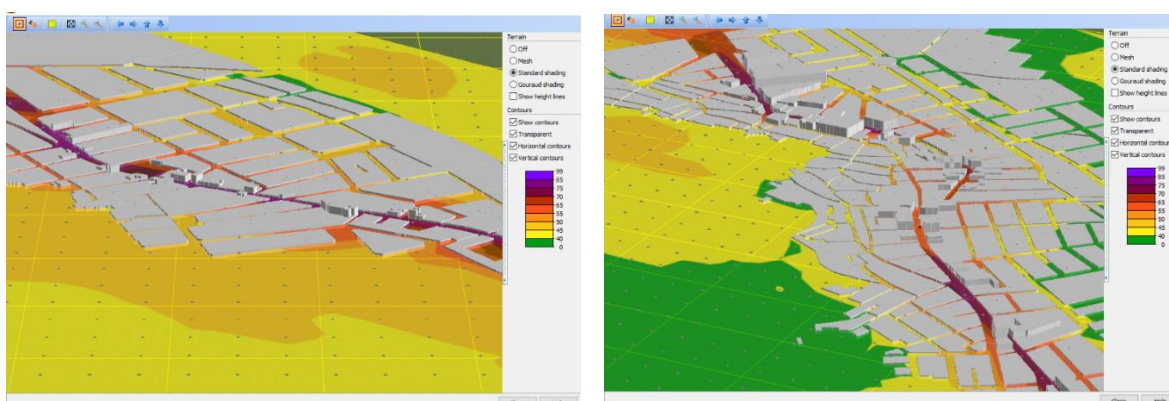 Terrain
Off
Mesh
Standard shading
Gouraud shading
Show height lines
Contours
Show contours
Transparent
Horizontal contours
Vertical contours
99
85
75
70
65
55
50
45
40
0
Terrain
Off
Mesh
Standard shading
Gouraud shading
Show height lines
Contours
Show contours
Transparent
Horizontal contours
Vertical contours
99
85
75
70
65
55
50
45
40
0